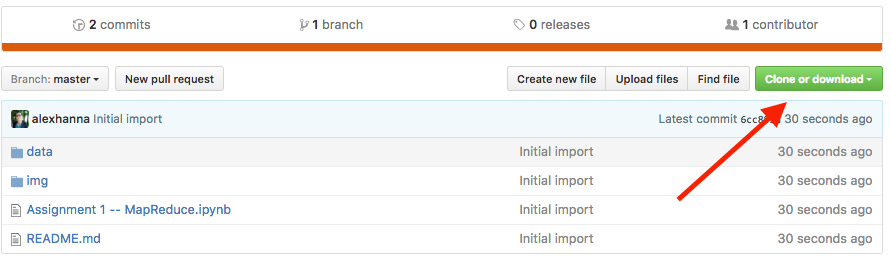 2 commits 1 branch 0 releases 1 contributor
Branch: master New pull request Create new file Upload files Find file Clone or download
alexhanna Initial import Latest commit 30 seconds ago
data Initial import 30 seconds ago
img Initial import 30 seconds ago
Assignment 1 -- MapReduce.ipynb Initial import 30 seconds ago
README.md Initial import 30 seconds ago